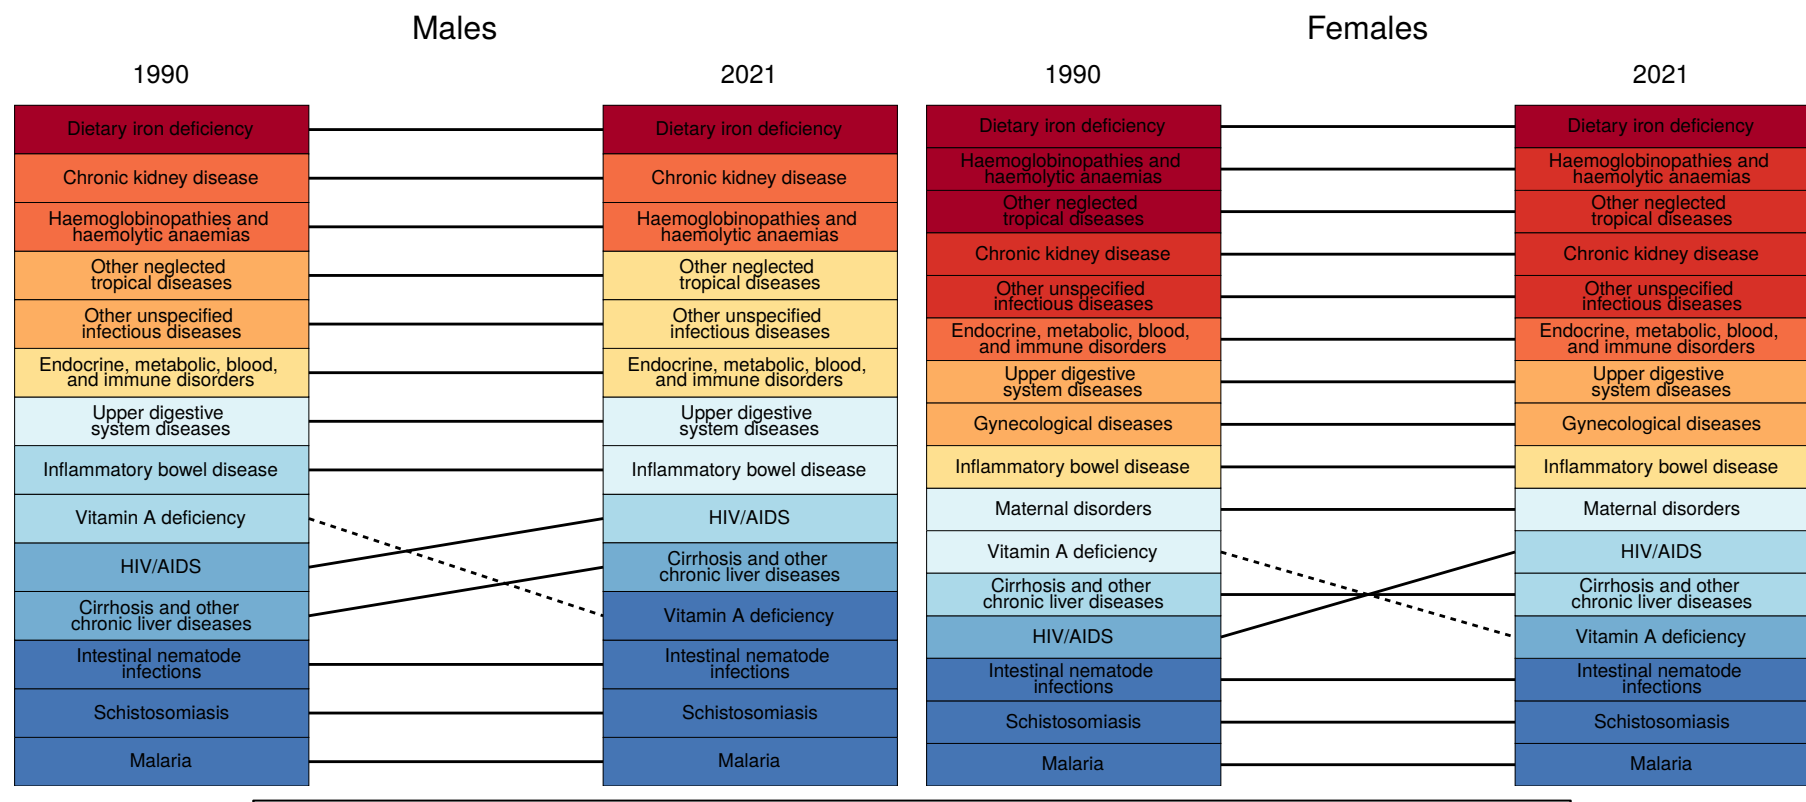 Males
Females
1990
2021
1990
2021
Dietary iron deficiency
Chronic kidney disease
Haemoglobinopathies and
haemolytic anaemias
Other neglected
tropical diseases
Other unspecified
infectious diseases
Endocrine, metabolic, blood,
and immune disorders
Upper digestive
system diseases
Inflammatory bowel disease
Vitamin A deficiency
HIV/AIDS
Cirrhosis and other
chronic liver diseases
Intestinal nematode
infections
Schistosomiasis
Malaria
Dietary iron deficiency
Chronic kidney disease
Haemoglobinopathies and
haemolytic anaemias
Other neglected
tropical diseases
Other unspecified
infectious diseases
Endocrine, metabolic, blood,
and immune disorders
Upper digestive
system diseases
Inflammatory bowel disease
HIV/AIDS
Cirrhosis and other
chronic liver diseases
Vitamin A deficiency
Intestinal nematode
infections
Schistosomiasis
Malaria
Dietary iron deficiency
Haemoglobinopathies and
haemolytic anaemias
Other neglected
tropical diseases
Chronic kidney disease
Other unspecified
infectious diseases
Endocrine, metabolic, blood,
and immune disorders
Upper digestive
system diseases
Gynecological diseases
Inflammatory bowel disease
Maternal disorders
Vitamin A deficiency
Cirrhosis and other
chronic liver diseases
HIV/AIDS
Intestinal nematode
infections
Schistosomiasis
Malaria
Dietary iron deficiency
Haemoglobinopathies and
haemolytic anaemias
Other neglected
tropical diseases
Chronic kidney disease
Other unspecified
infectious diseases
Endocrine, metabolic, blood,
and immune disorders
Upper digestive
system diseases
Gynecological diseases
Inflammatory bowel disease
Maternal disorders
HIV/AIDS
Cirrhosis and other
chronic liver diseases
Vitamin A deficiency
Intestinal nematode
infections
Schistosomiasis
Malaria